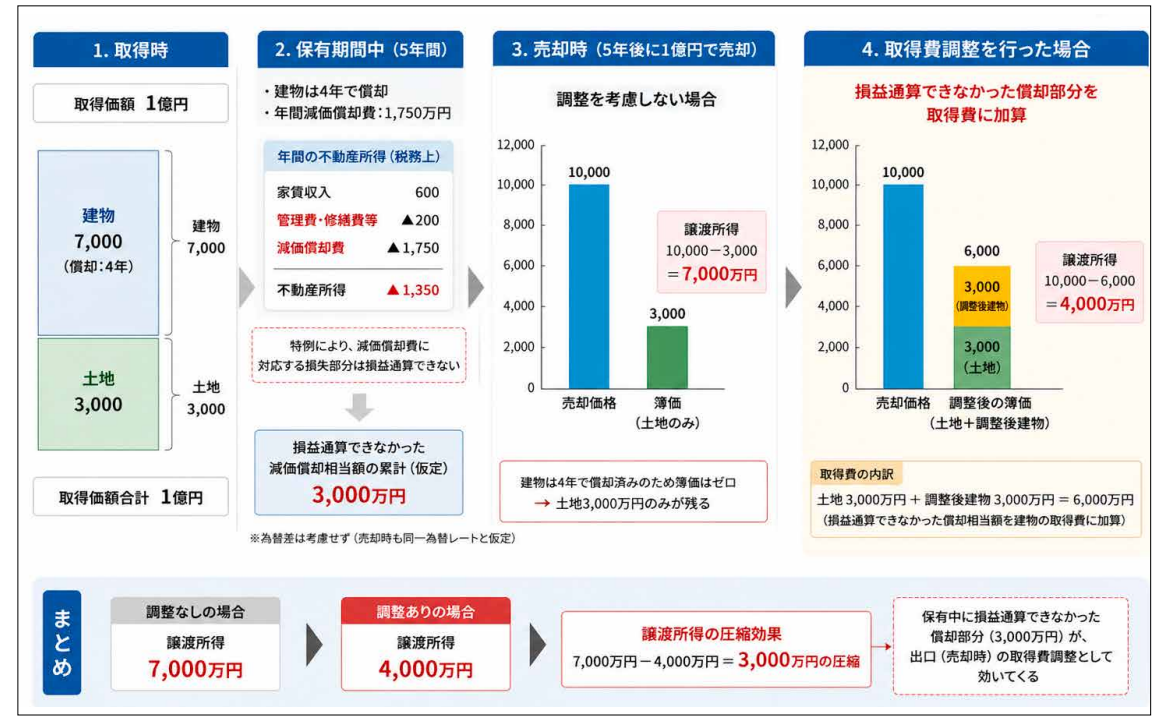 1. 取得時
取得価額 1億円
建物
7,000
（償却：4年）
建物
7,000
土地
3,000
土地
3,000
取得価額合計 1億円
2. 保有期間中（5年間）
・建物は4年で償却
・年間減価償却費：1,750万円
年間の不動産所得（税務上）
家賃収入 600
管理費・修繕費等 ▲200
減価償却費 ▲1,750
不動産所得 ▲1,350
特例により、減価償却費に
対応する損失部分は損益通算できない
損益通算できなかった
減価償却相当額の累計（仮定）
3,000万円
※為替差は考慮せず（売却時も同一為替レートと仮定）
3. 売却時（5年後に1億円で売却）
調整を考慮しない場合
12,000
10,000
8,000
6,000
4,000
2,000
0
10,000
3,000
売却価格
簿価
（土地のみ）
譲渡所得
10,000－3,000
＝7,000万円
建物は4年で償却済みのため簿価はゼロ
→ 土地3,000万円のみが残る
4. 取得費調整を行った場合
損益通算できなかった償却部分を
取得費に加算
12,000
10,000
8,000
6,000
4,000
2,000
0
10,000
6,000
3,000
（調整後建物）
3,000
（土地）
売却価格
調整後の簿価
（土地＋調整後建物）
譲渡所得
10,000－6,000
＝4,000万円
取得費の内訳
土地 3,000万円 ＋ 調整後建物 3,000万円 ＝ 6,000万円
（損益通算できなかった償却相当額を建物の取得費に加算）
まとめ
調整なしの場合
譲渡所得
7,000万円
調整ありの場合
譲渡所得
4,000万円
譲渡所得の圧縮効果
7,000万円－4,000万円＝3,000万円の圧縮
保有中に損益通算できなかった
償却部分（3,000万円）が、
出口（売却時）の取得費調整として
効いてくる